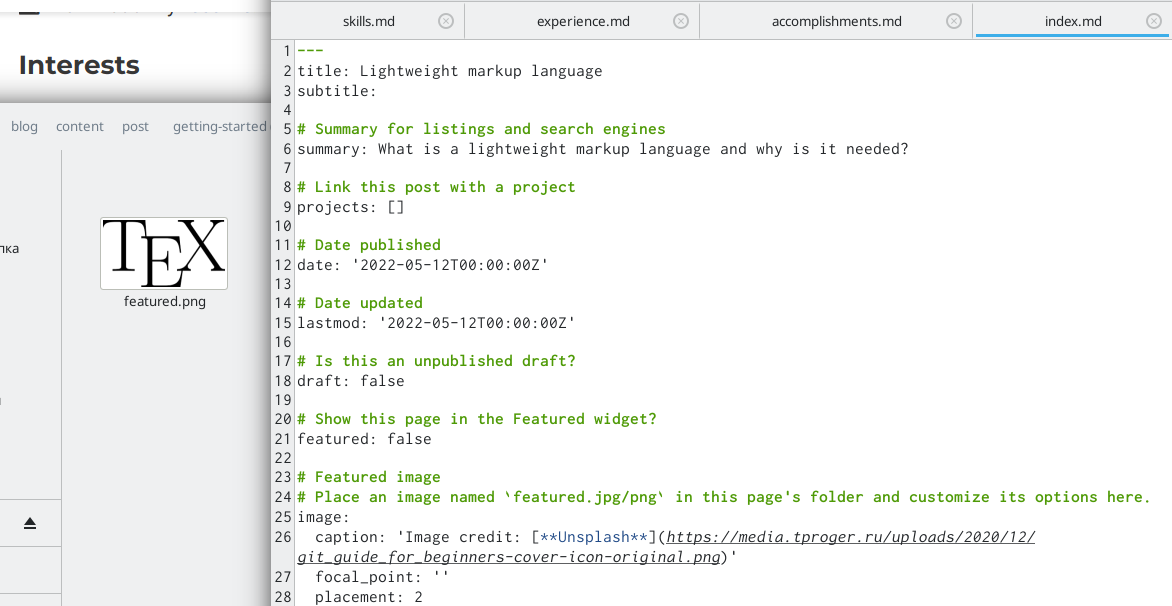 Interests
blog content post getting-started
пка
TEX
featured.png
skills.md experience.md accomplishments.md index.md
1 ---
2 title: Lightweight markup language
3 subtitle:
4
5 # Summary for listings and search engines
6 summary: What is a lightweight markup language and why is it needed?
7
8 # Link this post with a project
9 projects: []
10
11 # Date published
12 date: '2022-05-12T00:00:00Z'
13
14 # Date updated
15 lastmod: '2022-05-12T00:00:00Z'
16
17 # Is this an unpublished draft?
18 draft: false
19
20 # Show this page in the Featured widget?
21 featured: false
22
23 # Featured image
24 # Place an image named `featured.jpg/png` in this page's folder and customize its options here.
25 image:
26   caption: 'Image credit: [**Unsplash**](https://media.tproger.ru/uploads/2020/12/
git_guide_for_beginners-cover-icon-original.png)'
27   focal_point: ''
28   placement: 2